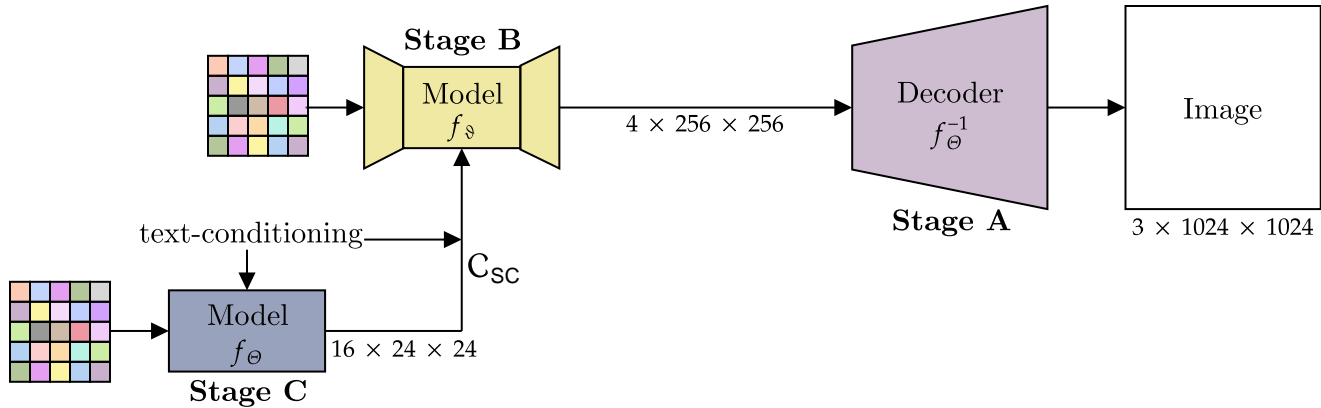 Stage B
Model
f_ϑ
4 × 256 × 256
Decoder
f_Θ^{-1}
Stage A
Image
3 × 1024 × 1024
text-conditioning
C_SC
Model
f_Θ
16 × 24 × 24
Stage C